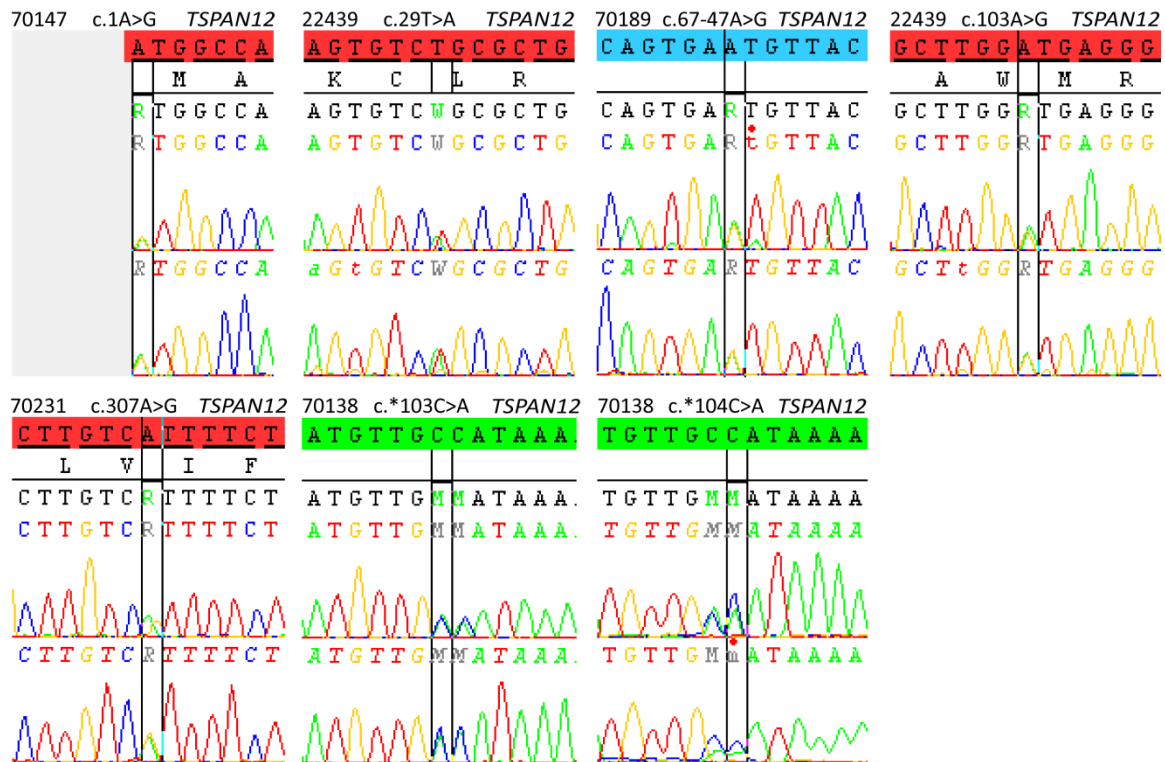 70147 c.1A>G TSPAN12
ATGGCCA
M A
RTGGCCA
RTGGCCA
RTGGCCA
22439 c.29T>A TSPAN12
AGTGTCTGCGCTG
K C L R
AGTGTCWGCGCTG
AGTGTCWGCGCTG
aGtGTCWGCGCTG
70189 c.67-47A>G TSPAN12
CAGTGAATGTTAC
CAGTGARTGTTAC
CAGTGARtGTTAC
CAGTGARTGTTAC
22439 c.103A>G TSPAN12
GCTTGGATGAGGG
A W M R
GCTTGGRTGAGGG
GCTTGGRTGAGGG
GCTtGGRTGAGGG
70231 c.307A>G TSPAN12
CTTGTCATTTTCT
L V I F
CTTGTCRTTTTCT
CTTGTCRTTTTCT
CTTGTCRTTTTCT
70138 c.*103C>A TSPAN12
ATGTTGCCATAAA.
ATGTTGMMATAAA.
ATGTTGMMATAAA.
ATGTTGMMATAAA.
70138 c.*104C>A TSPAN12
TGTTGCCATAAAA
TGTTGMMATAAAA
TGTTGMMATAAAA
TGTTGMmATAAAA